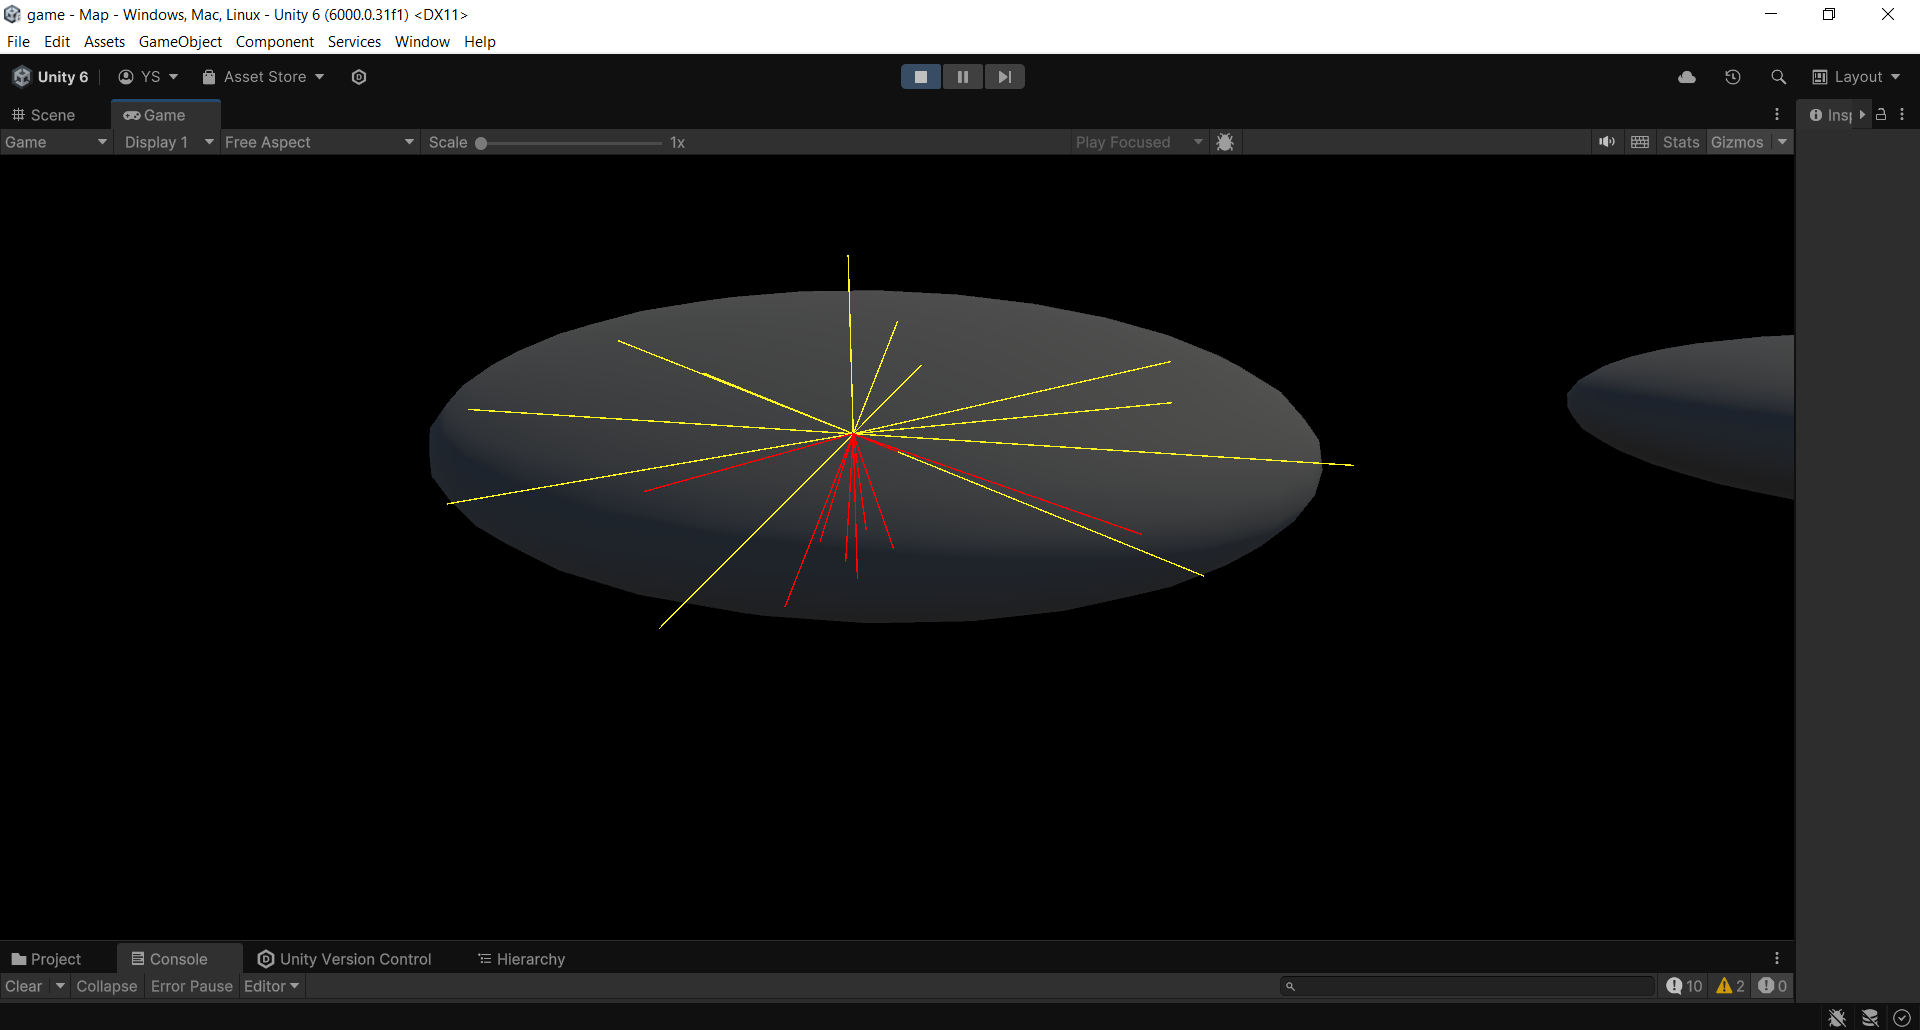 game - Map - Windows, Mac, Linux - Unity 6 (6000.0.31f1) <DX11>
File Edit Assets GameObject Component Services Window Help
Unity 6 YS Asset Store Layout
Scene Game
Game Display 1 Free Aspect Scale 1x Play Focused Stats Gizmos
Project Console Unity Version Control Hierarchy
Clear Collapse Error Pause Editor 10 2 0